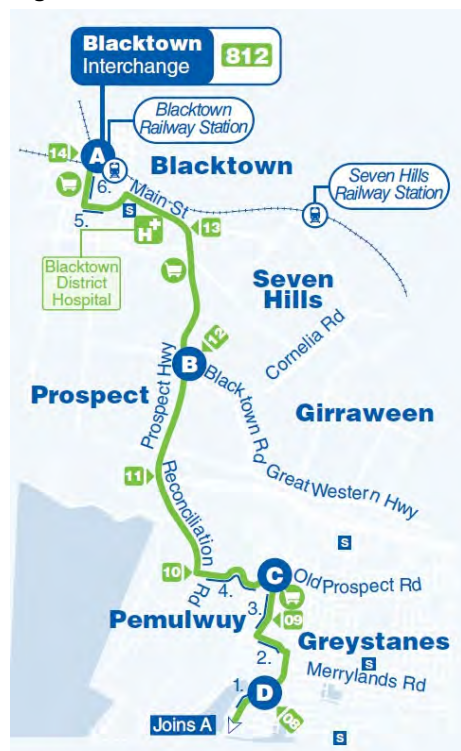 Blacktown
Interchange
812
Blacktown
Railway Station
14
A
Blacktown
Seven Hills
Railway Station
6.
Main St
S
5.
H
13
Blacktown
District
Hospital
Seven
Hills
Cornelia Rd
12
B
Prospect Hwy
Prospect
Blacktown Rd
Girraween
Great Western Hwy
11
Reconciliation
Rd
S
10
C
4.
Old Prospect Rd
3.
Pemulwuy
09
Greystanes
2.
S
Merrylands Rd
1.
D
Joins A
08
S